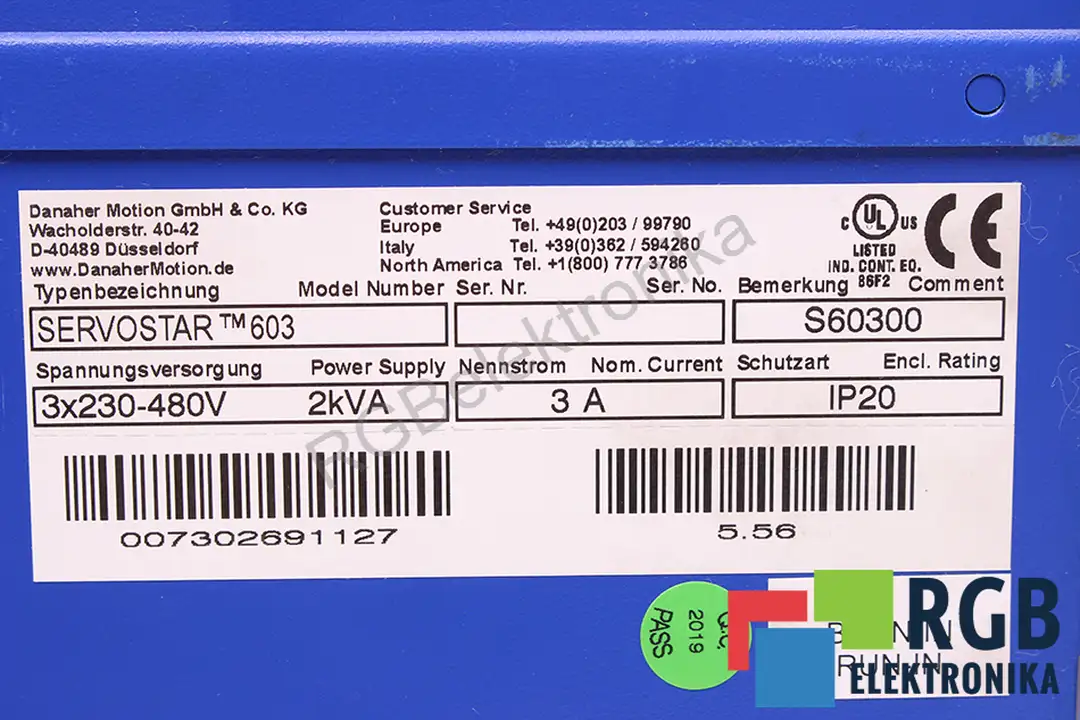 Danaher Motion GmbH & Co. KG
Wacholderstr. 40-42
D-40489 Düsseldorf
www.DanaherMotion.de
Customer Service
Europe Tel. +49(0)203 / 99790
Italy Tel. +39(0)362 / 594260
North America Tel. +1(800) 777 3786
C UL US
LISTED
IND. CONT. EQ.
86F2
CE
Typenbezeichnung Model Number Ser. Nr. Ser. No. Bemerkung Comment
SERVOSTAR™603 S60300
Spannungsversorgung Power Supply Nennstrom Nom. Current Schutzart Encl. Rating
3x230-480V 2kVA 3 A IP20
RGBelektronika
007302691127 5.56
Q.C.
2019
PASS
RUN-IN
RGB
ELEKTRONIKA